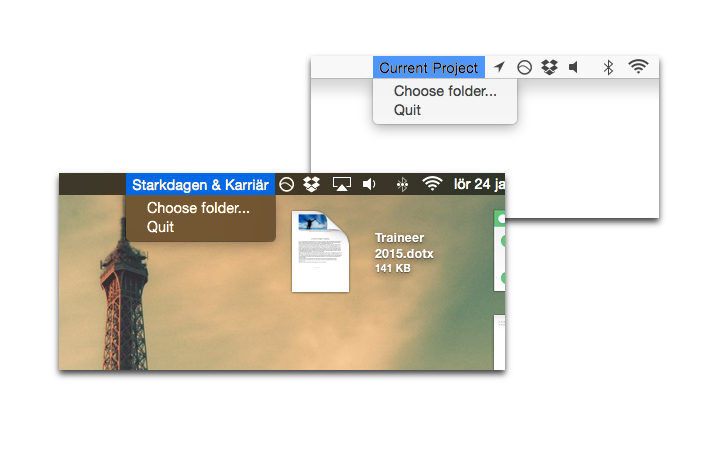 Current Project
Choose folder...
Quit
Starkdagen & Karriär
lör 24 ja
Choose folder...
Quit
Traineer
2015.dotx
141 KB